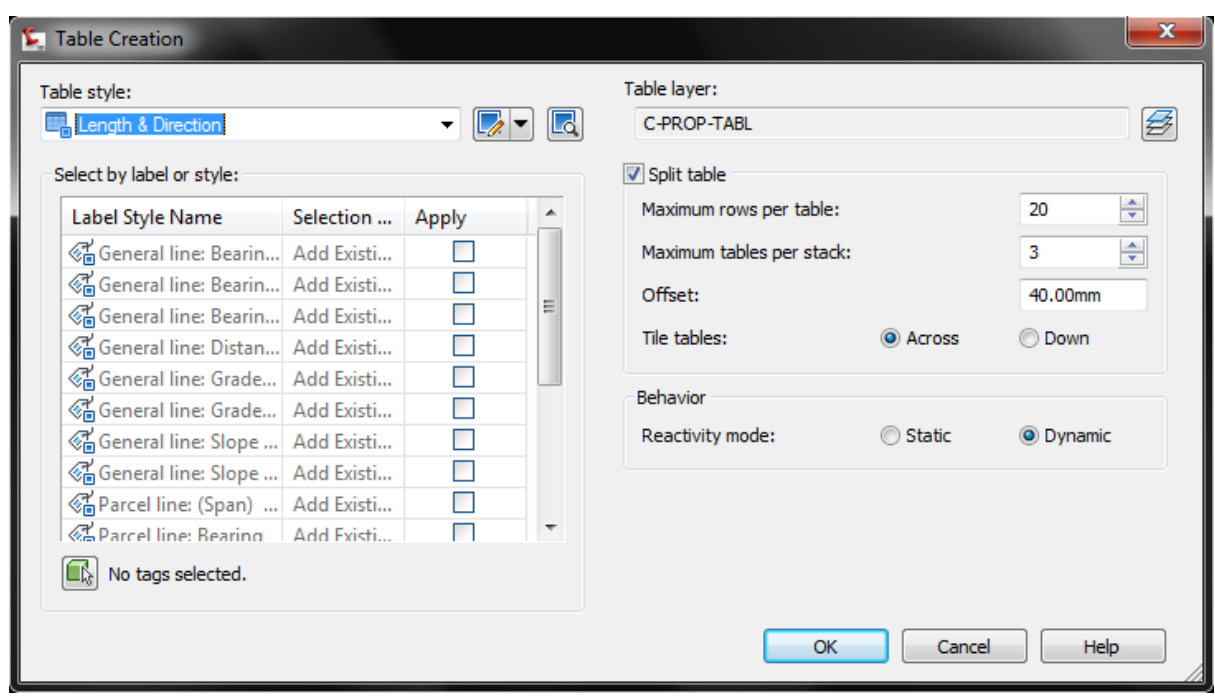 Table Creation
Table style:
Length & Direction
Select by label or style:
Label Style Name Selection ... Apply
General line: Bearin... Add Existi...
General line: Bearin... Add Existi...
General line: Bearin... Add Existi...
General line: Distan... Add Existi...
General line: Grade... Add Existi...
General line: Grade... Add Existi...
General line: Slope ... Add Existi...
General line: Slope ... Add Existi...
Parcel line: (Span) ... Add Existi...
Parcel line: Bearing Add Existi...
No tags selected.
Table layer:
C-PROP-TABL
Split table
Maximum rows per table: 20
Maximum tables per stack: 3
Offset: 40.00mm
Tile tables: Across Down
Behavior
Reactivity mode: Static Dynamic
OK Cancel Help